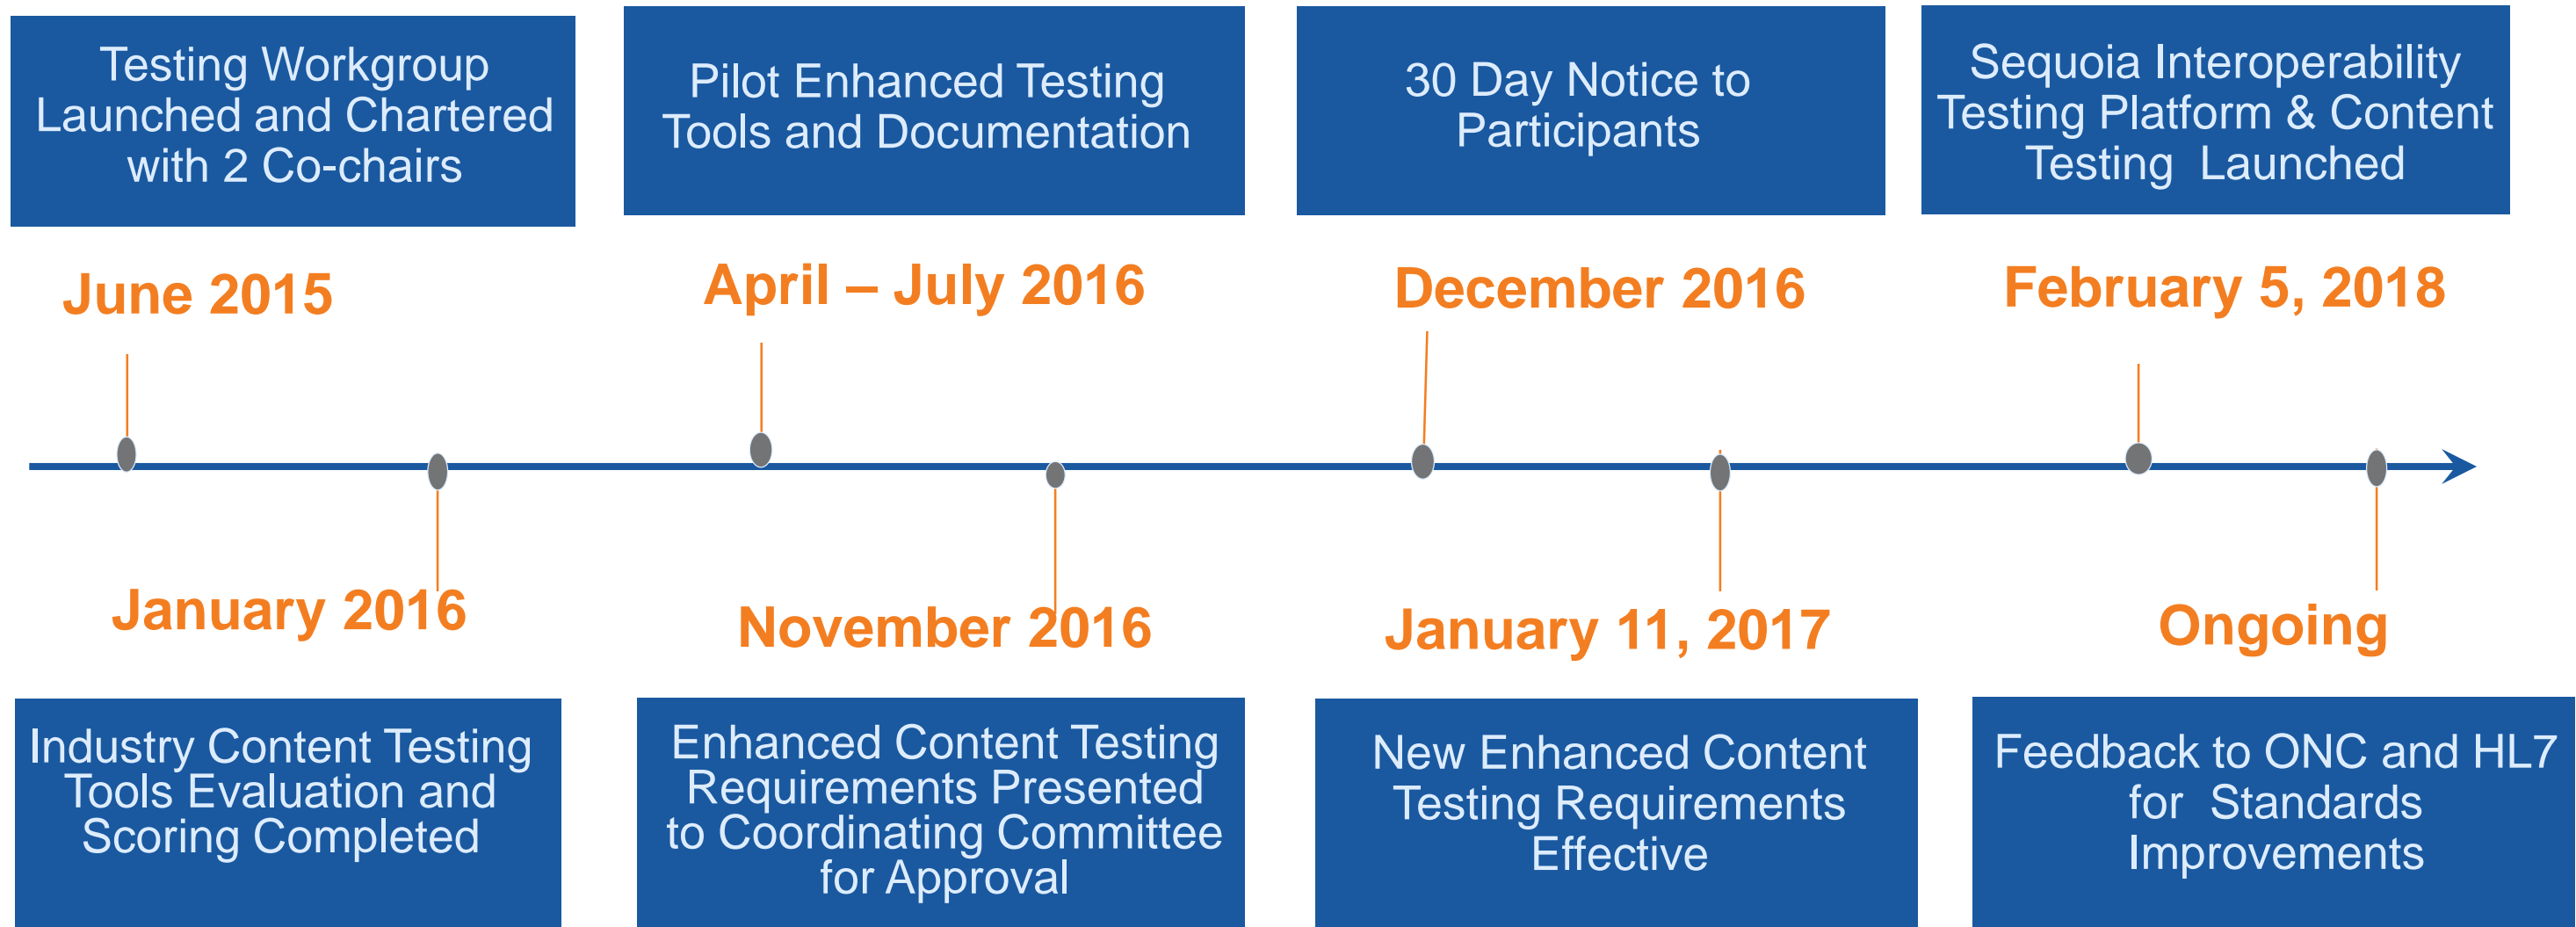 Testing Workgroup
Launched and Chartered
with 2 Co-chairs
June 2015
Pilot Enhanced Testing
Tools and Documentation
April – July 2016
30 Day Notice to
Participants
December 2016
Sequoia Interoperability
Testing Platform & Content
Testing Launched
February 5, 2018
January 2016
Industry Content Testing
Tools Evaluation and
Scoring Completed
November 2016
Enhanced Content Testing
Requirements Presented
to Coordinating Committee
for Approval
January 11, 2017
New Enhanced Content
Testing Requirements
Effective
Ongoing
Feedback to ONC and HL7
for Standards
Improvements